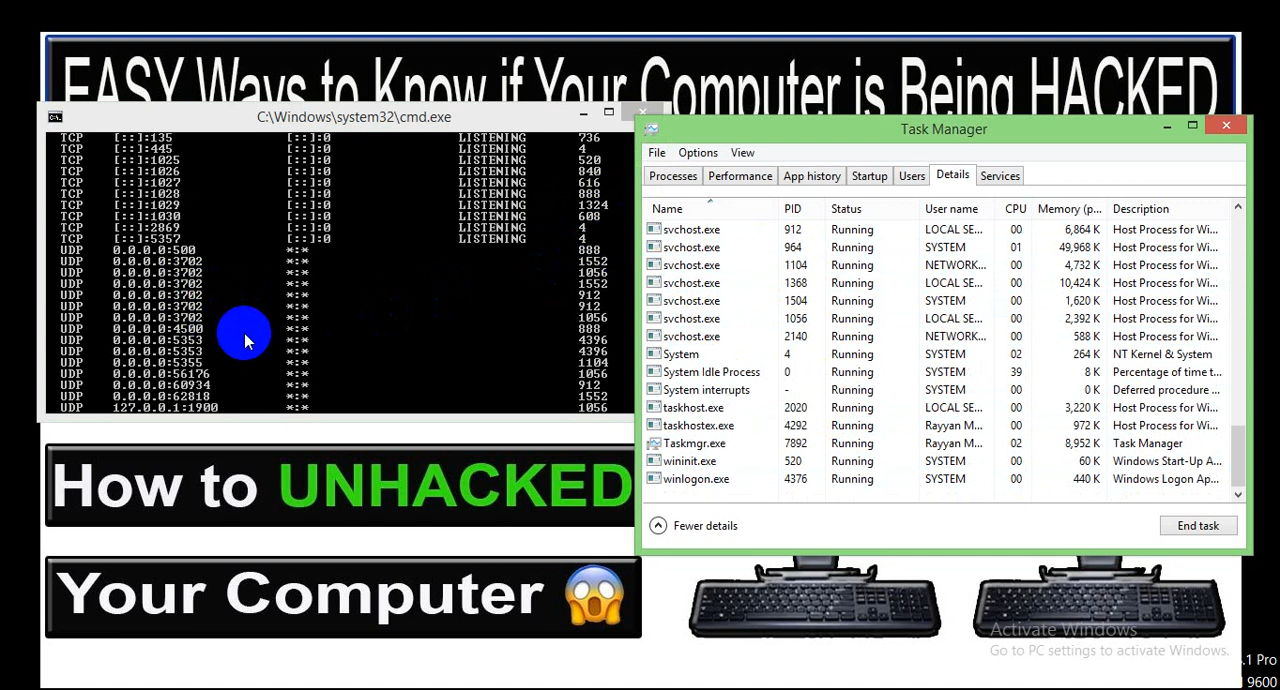 EASY Ways to Know if Your Computer is Being HACKED
C:\Windows\system32\cmd.exe
TCP [::]:135 [::]:0 LISTENING 736
TCP [::]:445 [::]:0 LISTENING 4
TCP [::]:1025 [::]:0 LISTENING 520
TCP [::]:1026 [::]:0 LISTENING 840
TCP [::]:1027 [::]:0 LISTENING 616
TCP [::]:1028 [::]:0 LISTENING 888
TCP [::]:1029 [::]:0 LISTENING 1324
TCP [::]:1030 [::]:0 LISTENING 608
TCP [::]:2869 [::]:0 LISTENING 4
TCP [::]:5357 [::]:0 LISTENING 4
UDP 0.0.0.0:500 *:* 888
UDP 0.0.0.0:3702 *:* 1552
UDP 0.0.0.0:3702 *:* 1056
UDP 0.0.0.0:3702 *:* 1552
UDP 0.0.0.0:3702 *:* 912
UDP 0.0.0.0:3702 *:* 912
UDP 0.0.0.0:3702 *:* 1056
UDP 0.0.0.0:4500 *:* 888
UDP 0.0.0.0:5353 *:* 4396
UDP 0.0.0.0:5353 *:* 4396
UDP 0.0.0.0:5355 *:* 1104
UDP 0.0.0.0:56176 *:* 1056
UDP 0.0.0.0:60934 *:* 912
UDP 0.0.0.0:62818 *:* 1552
UDP 127.0.0.1:1900 *:* 1056
Task Manager
File Options View
Processes Performance App history Startup Users Details Services
Name PID Status User name CPU Memory (p... Description
svchost.exe 912 Running LOCAL SE... 00 6,864 K Host Process for Wi...
svchost.exe 964 Running SYSTEM 01 49,968 K Host Process for Wi...
svchost.exe 1104 Running NETWORK... 00 4,732 K Host Process for Wi...
svchost.exe 1368 Running LOCAL SE... 00 10,424 K Host Process for Wi...
svchost.exe 1504 Running SYSTEM 00 1,620 K Host Process for Wi...
svchost.exe 1056 Running LOCAL SE... 00 2,392 K Host Process for Wi...
svchost.exe 2140 Running NETWORK... 00 588 K Host Process for Wi...
System 4 Running SYSTEM 02 264 K NT Kernel & System
System Idle Process 0 Running SYSTEM 39 8 K Percentage of time t...
System interrupts - Running SYSTEM 00 0 K Deferred procedure ...
taskhost.exe 2020 Running LOCAL SE... 00 3,220 K Host Process for Wi...
taskhostex.exe 4292 Running Rayyan M... 00 972 K Host Process for Wi...
Taskmgr.exe 7892 Running Rayyan M... 02 8,952 K Task Manager
wininit.exe 520 Running SYSTEM 00 60 K Windows Start-Up A...
winlogon.exe 4376 Running SYSTEM 00 440 K Windows Logon Ap...
Fewer details End task
How to UNHACKED
Your Computer 😱
Activate Windows
Go to PC settings to activate Windows.
.1 Pro
9600